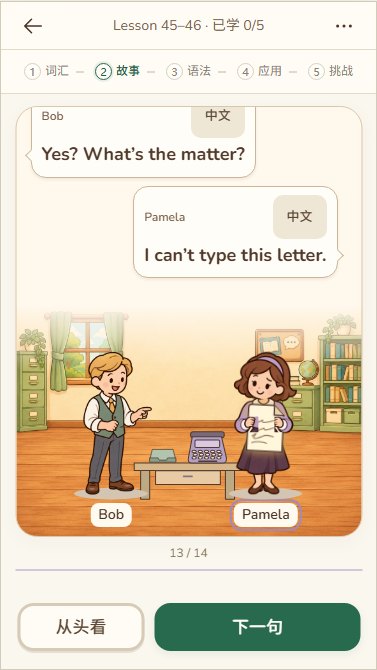 Lesson 45–46 · 已学 0/5
1 词汇 – 2 故事 – 3 语法 – 4 应用 – 5 挑战
Bob 中文
Yes? What’s the matter?
Pamela 中文
I can’t type this letter.
Bob Pamela
13 / 14
从头看 下一句